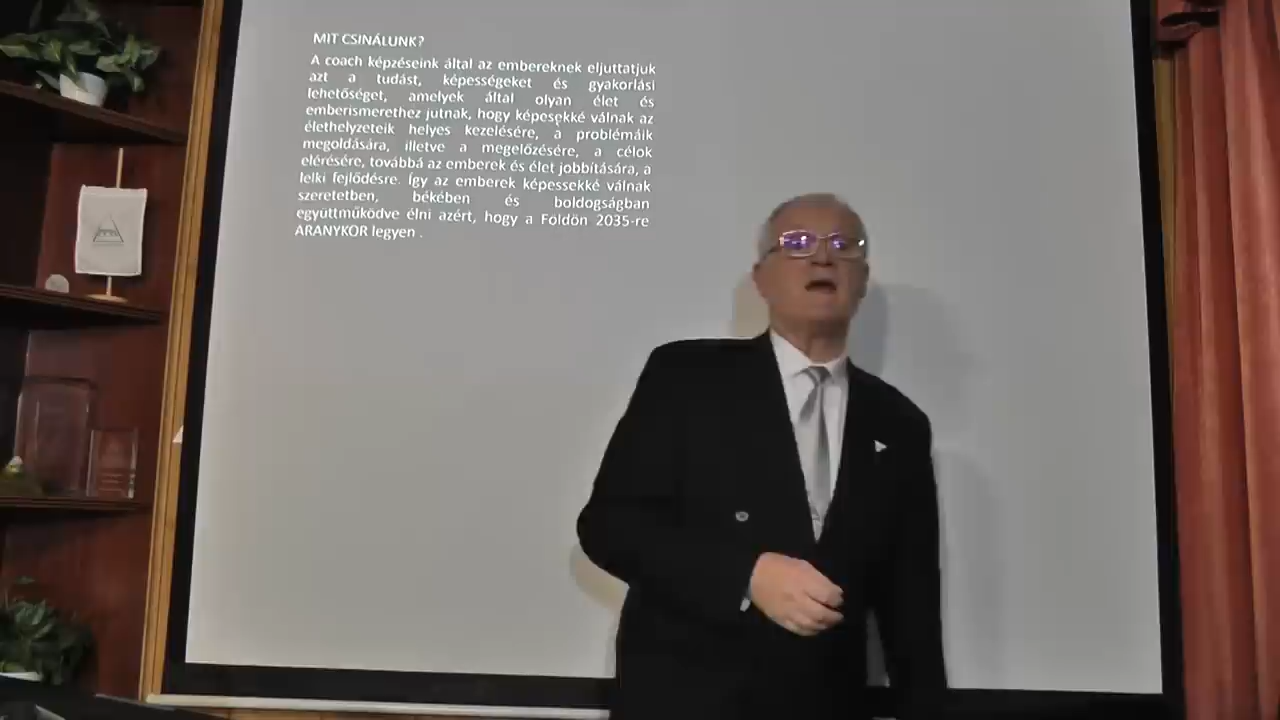 MIT CSINÁLUNK?
A coach képzéseink által az embereknek eljuttatjuk
azt a tudást, képességeket és gyakorlási
lehetőséget, amelyek által olyan élet és
emberismerethez jutnak, hogy képesękké válnak az
élethelyzeteik helyes kezelésére, a problémáik
megoldására, illetve a megelőzésére, a célok
elérésére, továbbá az emberek és élet jobbítására, a
lelki fejlődésre. Így az emberek képessekké válnak
szeretetben, békében és boldogságban
együttműködve élni azért, hogy a Földön 2035-re
ARANYKOR legyen .